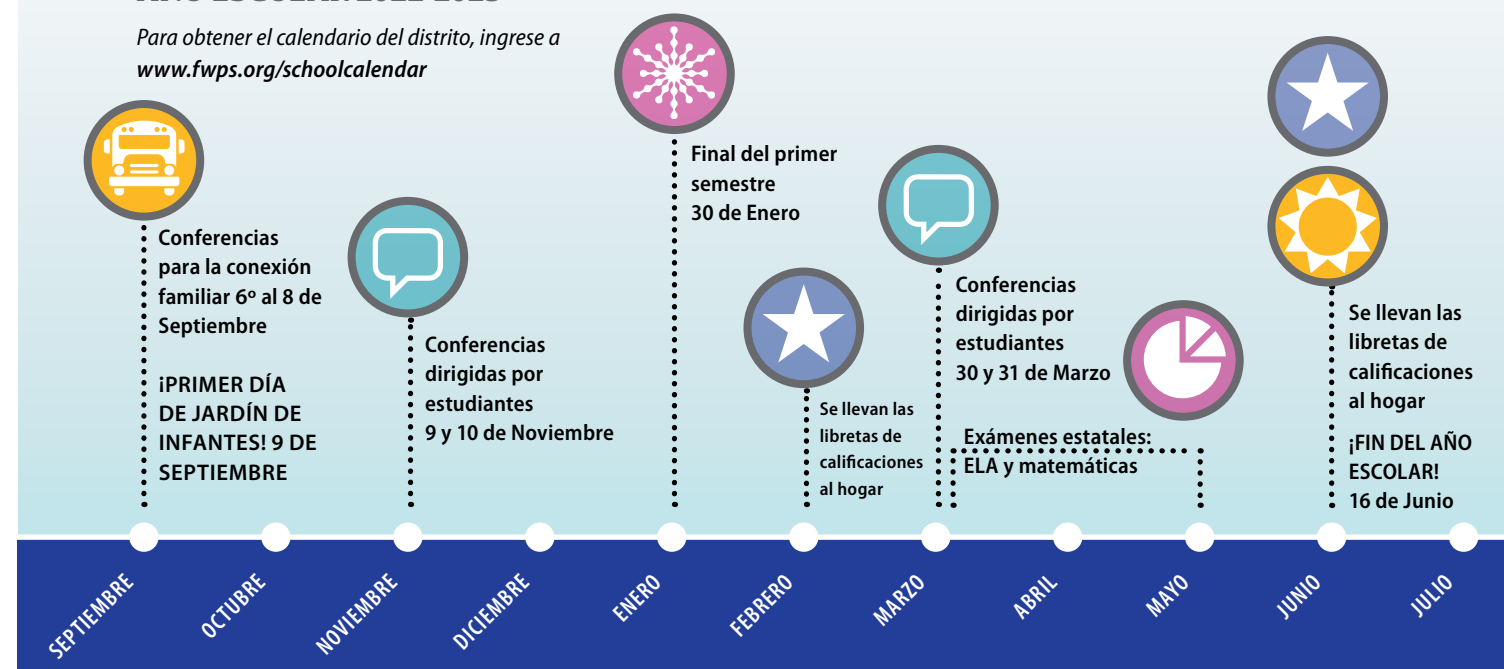 AÑO ESCOLAR 2022-2023
Para obtener el calendario del distrito, ingrese a
www.fwps.org/schoolcalendar
Conferencias
para la conexión
familiar 6º al 8 de
Septiembre
¡PRIMER DÍA
DE JARDÍN DE
INFANTES! 9 DE
SEPTIEMBRE
Conferencias
dirigidas por
estudiantes
9 y 10 de Noviembre
Final del primer
semestre
30 de Enero
Se llevan las
libretas de
calificaciones
al hogar
Conferencias
dirigidas por
estudiantes
30 y 31 de Marzo
Exámenes estatales:
ELA y matemáticas
Se llevan las
libretas de
calificaciones
al hogar
¡FIN DEL AÑO
ESCOLAR!
16 de Junio
SEPTIEMBRE
OCTUBRE
NOVIEMBRE
DICIEMBRE
ENERO
FEBRERO
MARZO
ABRIL
MAYO
JUNIO
JULIO